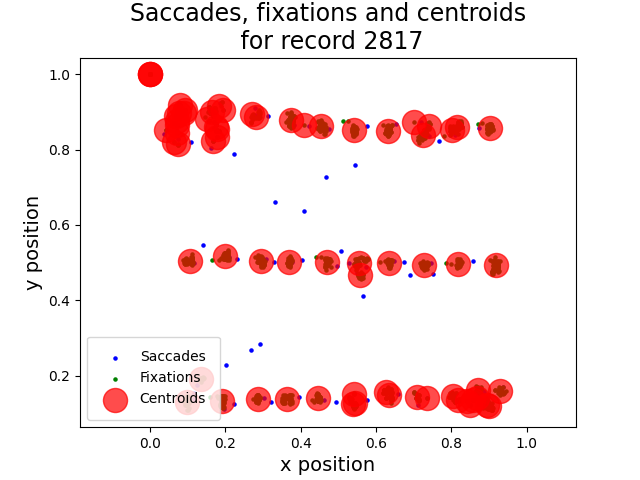 Saccades, fixations and centroids
for record 2817
y position
1.0
0.8
0.6
0.4
0.2
Saccades
Fixations
Centroids
0.0 0.2 0.4 0.6 0.8 1.0
x position